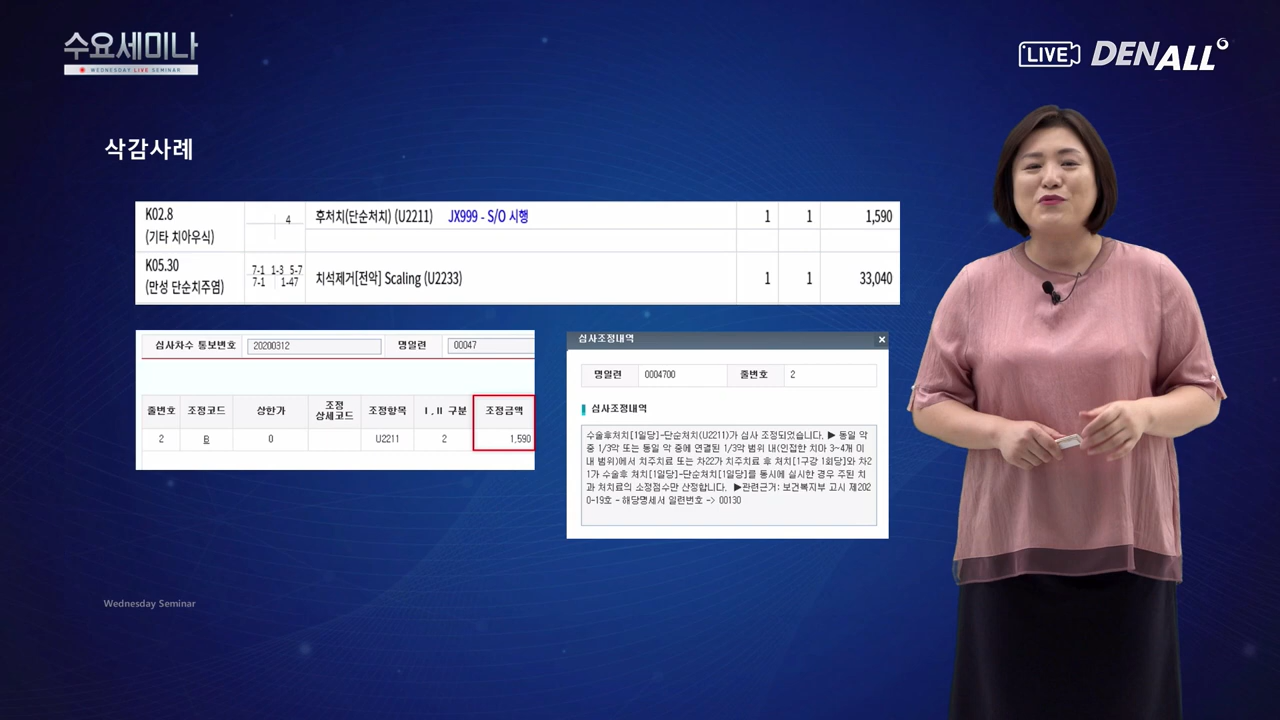 수요세미나
WEDNESDAY LIVE SEMINAR
LIVE DENALL
삭감사례
K02.8
(기타 치아우식)
4
후처치(단순처치) (U2211) JX999 - S/O 시행
1 1 1,590
K05.30
(만성 단순치주염)
7-1 1-3 5-7
7-1 1-47
치석제거[전악] Scaling (U2233)
1 1 33,040
심사차수 통보번호 20200312 명일련 00047
줄번호 조정코드 상한가 조정 상세코드 조정항목 I , II 구분 조정금액
2 B 0 U2211 2 1,590
심사조정내역
명일련 0004700 줄번호 2
심사조정내역
수술후처치[1일당]-단순처치(U2211)가 심사 조정되었습니다. ▶ 동일 악
중 1/3악 또는 동일 악 중에 연결된 1/3악 범위 내(인접한 치아 3~4개 이
내 범위)에서 치주치료 또는 차22가 치주치료 후 처치[1구강 1회당]와 차2
1가 수술후 처치[1일당]-단순처치[1일당]를 동시에 실시한 경우 주된 치
과 처치료의 소정점수만 산정합니다. ▶관련근거: 보건복지부 고시 제202
0-19호 - 해당명세서 일련번호 -> 00130
Wednesday Seminar